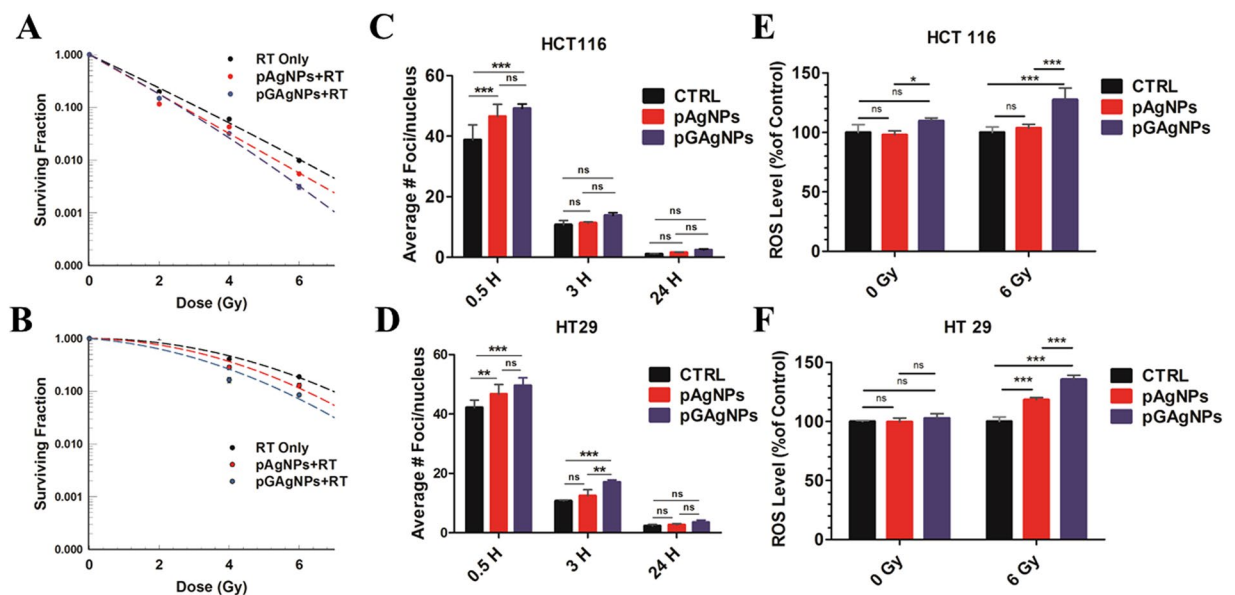 A
Surviving Fraction
1.000
0.100
0.010
0.001
0.000
RT Only
pAgNPs+RT
pGAgNPs+RT
0 2 4 6
Dose (Gy)
B
Surviving Fraction
1.000
0.100
0.010
0.001
0.000
RT Only
pAgNPs+RT
pGAgNPs+RT
0 2 4 6
Dose (Gy)
C
HCT116
Average # Foci/nucleus
60
40
20
0
***
*** ns
ns
ns ns
ns
ns ns
CTRL
pAgNPs
pGAgNPs
0.5 H 3 H 24 H
D
HT29
Average # Foci/nucleus
60
40
20
0
***
** ns
***
ns **
ns
ns ns
CTRL
pAgNPs
pGAgNPs
0.5 H 3 H 24 H
E
HCT 116
ROS Level (%of Control)
150
100
50
0
*
ns
ns
***
***
ns
CTRL
pAgNPs
pGAgNPs
0 Gy 6 Gy
F
HT 29
ROS Level (%of Control)
150
100
50
0
ns
ns
ns
***
***
***
CTRL
pAgNPs
pGAgNPs
0 Gy 6 Gy